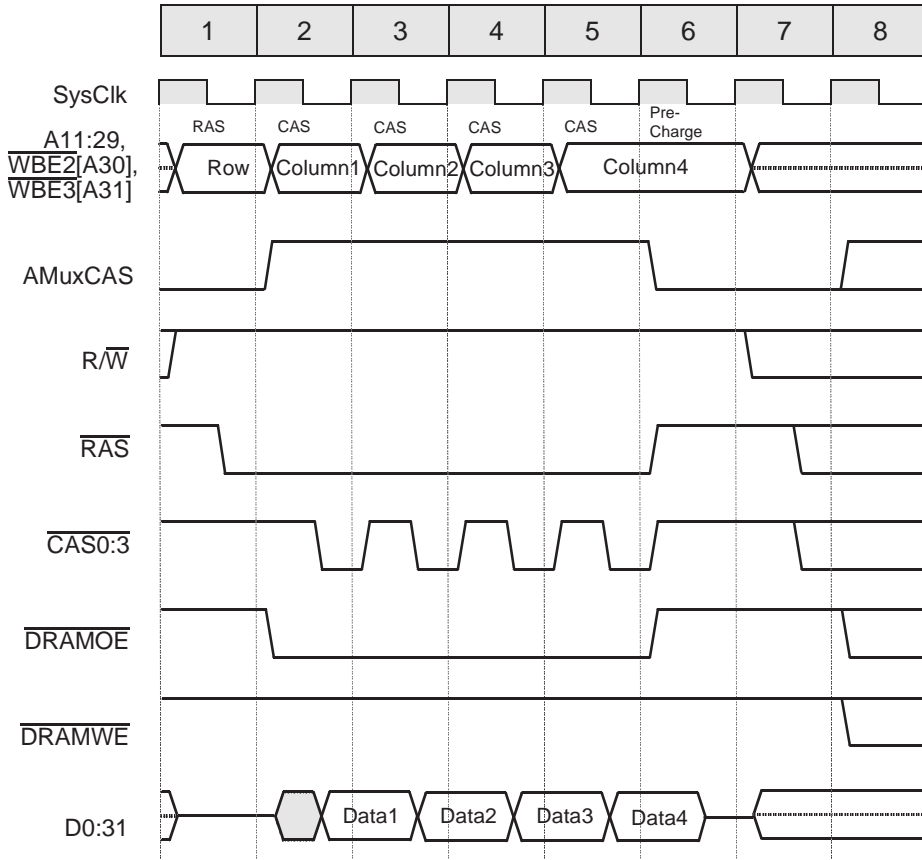 1 2 3 4 5 6 7 8
SysClk
RAS CAS CAS CAS CAS Pre-
Charge
A11:29,
WBE2[A30],
WBE3[A31]
Row Column1 Column2 Column3 Column4
AMuxCAS
R/W
RAS
CAS0:3
DRAMOE
DRAMWE
D0:31
Data1 Data2 Data3 Data4